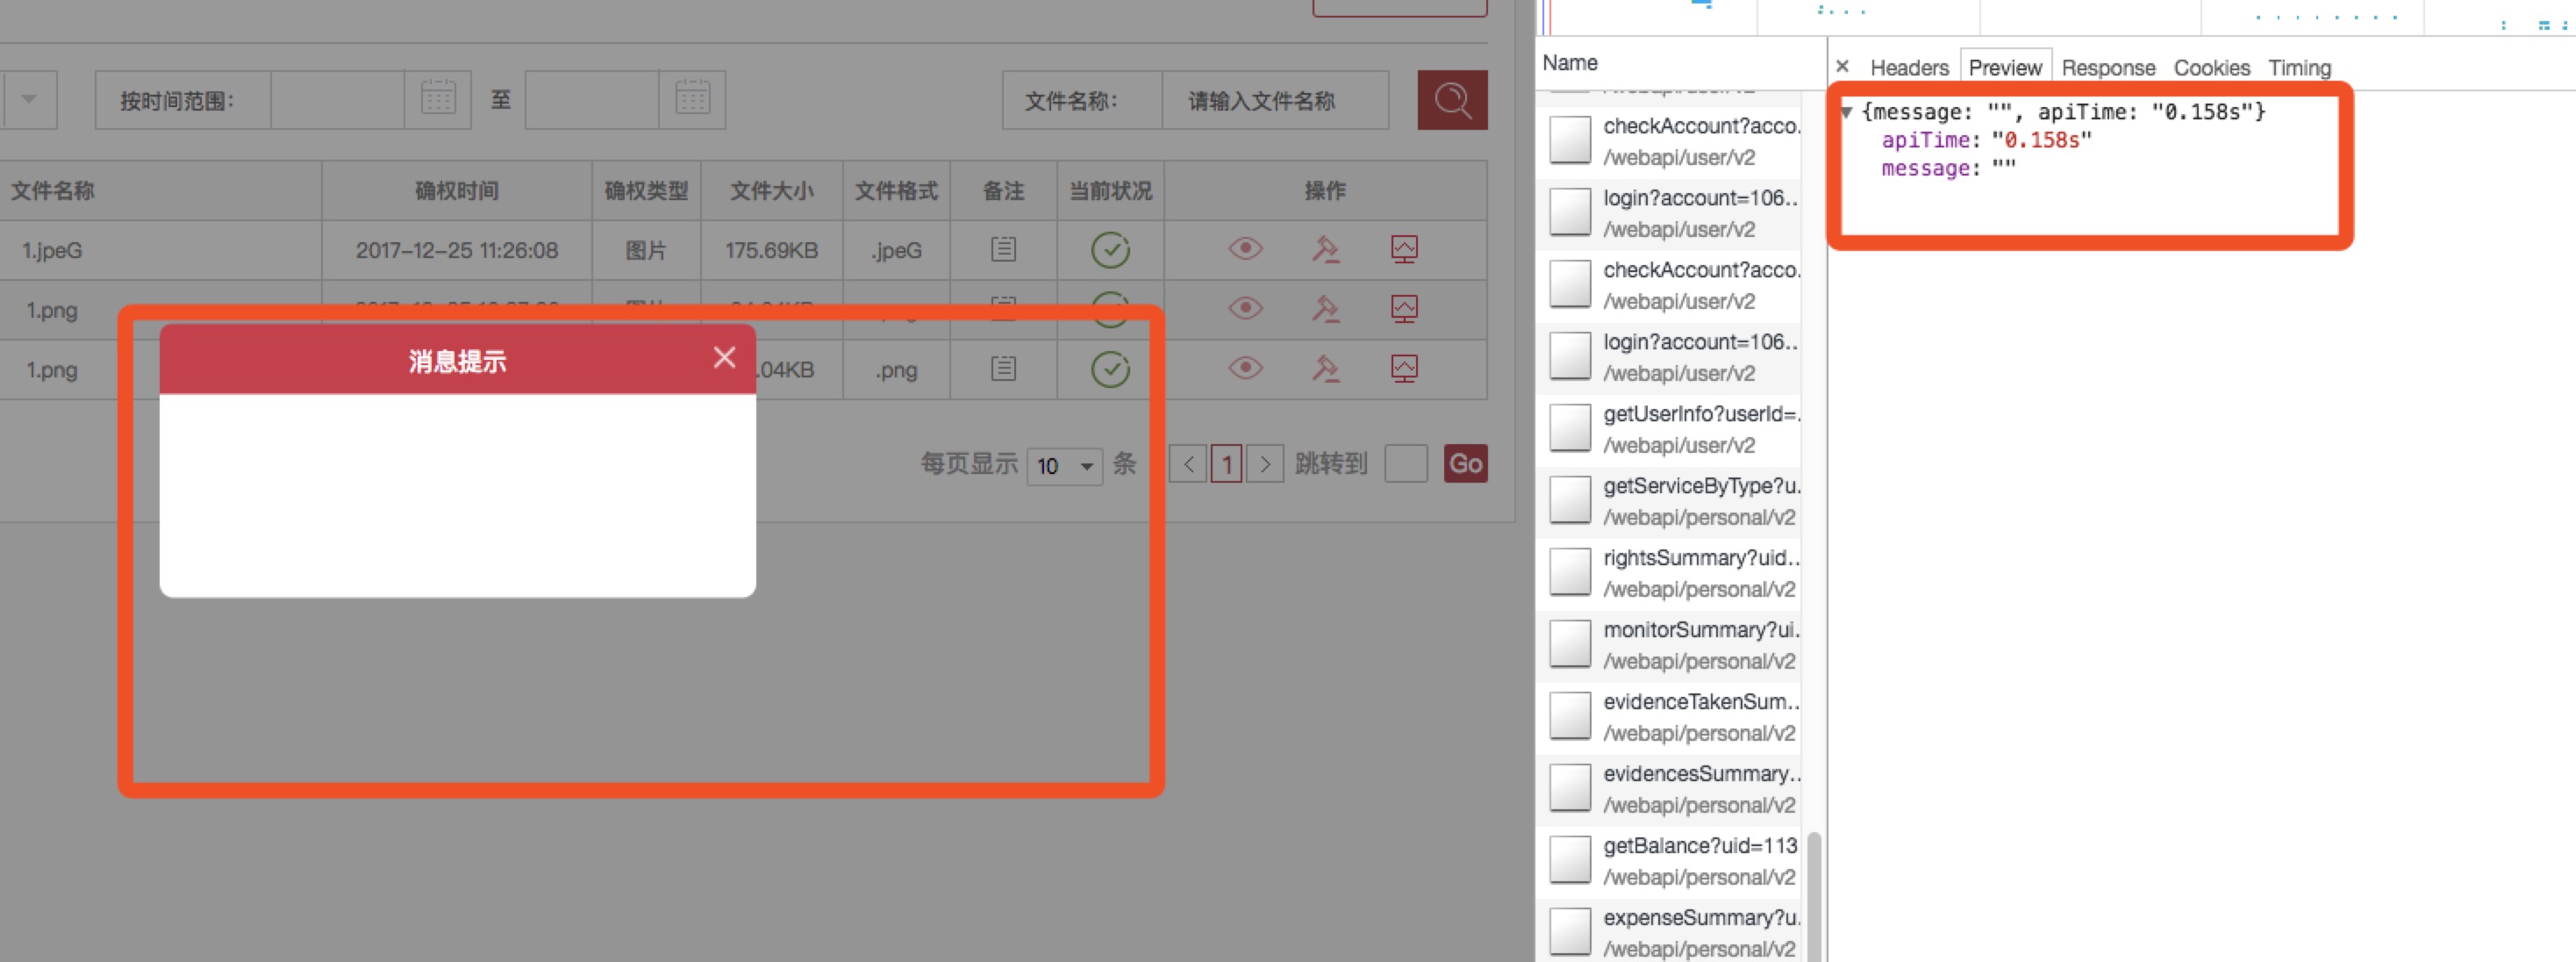 按时间范围：
至
文件名称：
请输入文件名称
文件名称 确权时间 确权类型 文件大小 文件格式 备注 当前状况 操作
1.jpeG 2017-12-25 11:26:08 图片 175.69KB .jpeG
1.png
1.png .04KB .png
消息提示
每页显示 10 条 < 1 > 跳转到 Go
Name
checkAccount?acco.
/webapi/user/v2
login?account=106..
/webapi/user/v2
checkAccount?acco.
/webapi/user/v2
login?account=106..
/webapi/user/v2
getUserInfo?userId=.
/webapi/user/v2
getServiceByType?u.
/webapi/personal/v2
rightsSummary?uid..
/webapi/personal/v2
monitorSummary?ui.
/webapi/personal/v2
evidenceTakenSum..
/webapi/personal/v2
evidencesSummary..
/webapi/personal/v2
getBalance?uid=113
/webapi/personal/v2
expenseSummary?u.
/webapi/personal/v2
× Headers Preview Response Cookies Timing
▼ {message: "", apiTime: "0.158s"}
apiTime: "0.158s"
message: ""